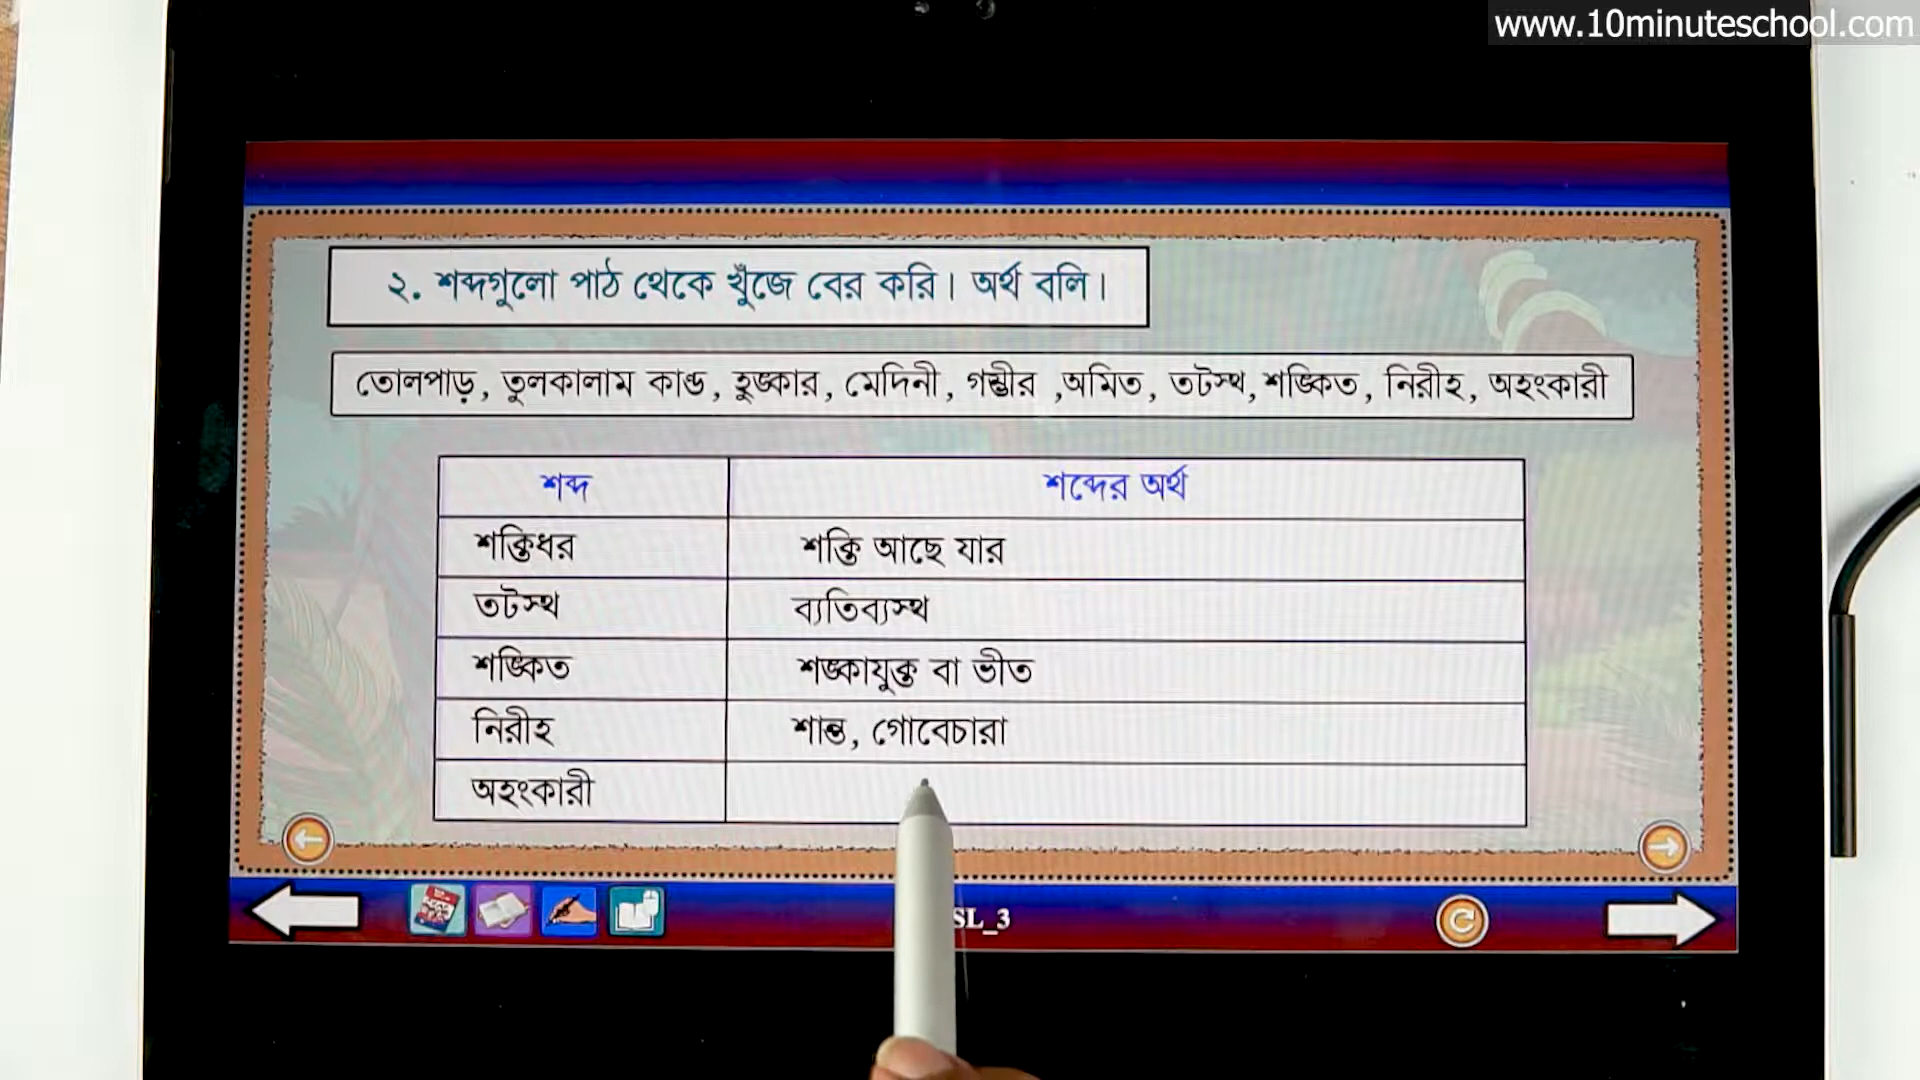 www.10minuteschool.com
২. শব্দগুলো পাঠ থেকে খুঁজে বের করি। অর্থ বলি।
তোলপাড়, তুলকালাম কান্ড, হুঙ্কার, মেদিনী, গম্ভীর ,অমিত, তটস্থ, শঙ্কিত, নিরীহ, অহংকারী
শব্দ শব্দের অর্থ
শক্তিধর শক্তি আছে যার
তটস্থ ব্যতিব্যস্থ
শঙ্কিত শঙ্কাযুক্ত বা ভীত
নিরীহ শান্ত, গোবেচারা
অহংকারী
SL_3